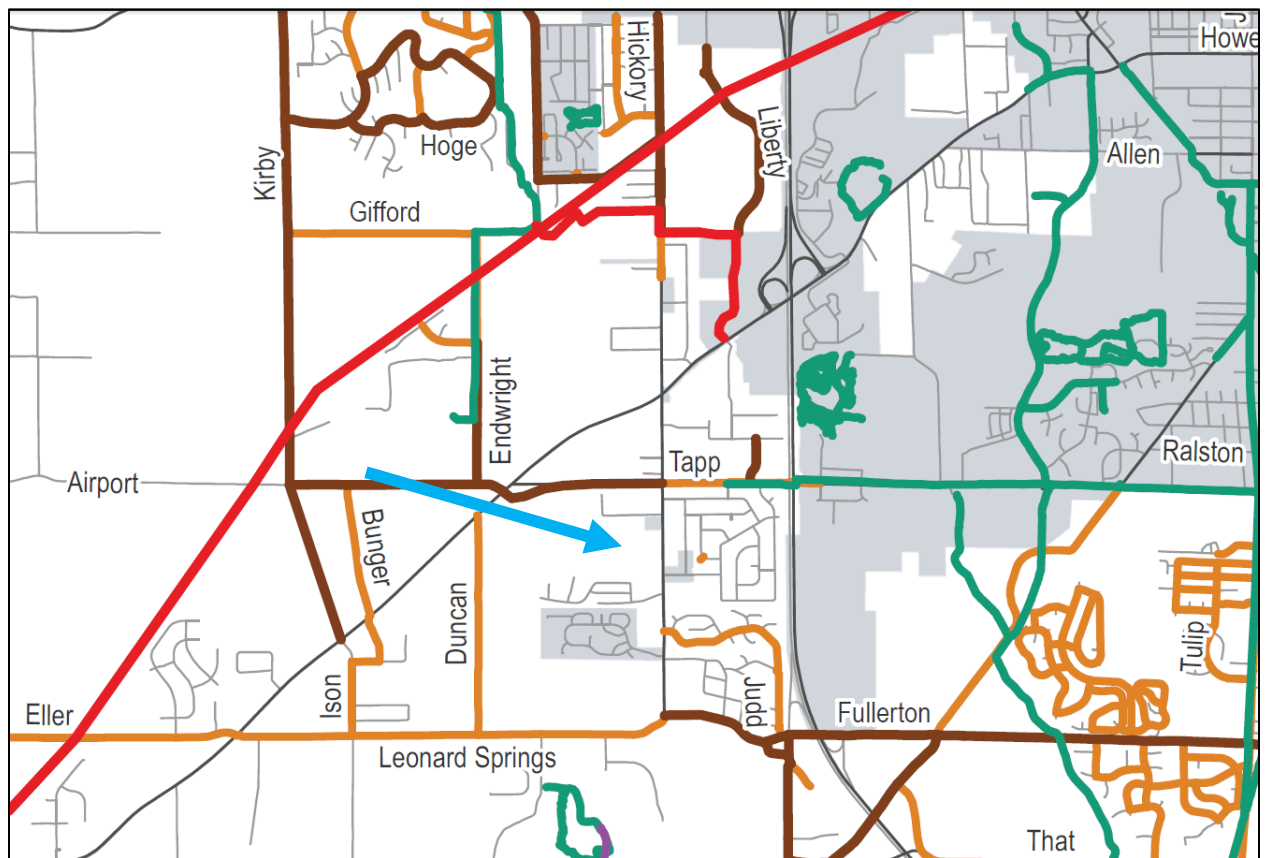 Howe
Hickory
Liberty
Hoge
Allen
Kirby
Gifford
Endwright
Tapp
Ralston
Airport
Bunger
Duncan
Tulip
Ison
Judd
Eller
Fullerton
Leonard Springs
That